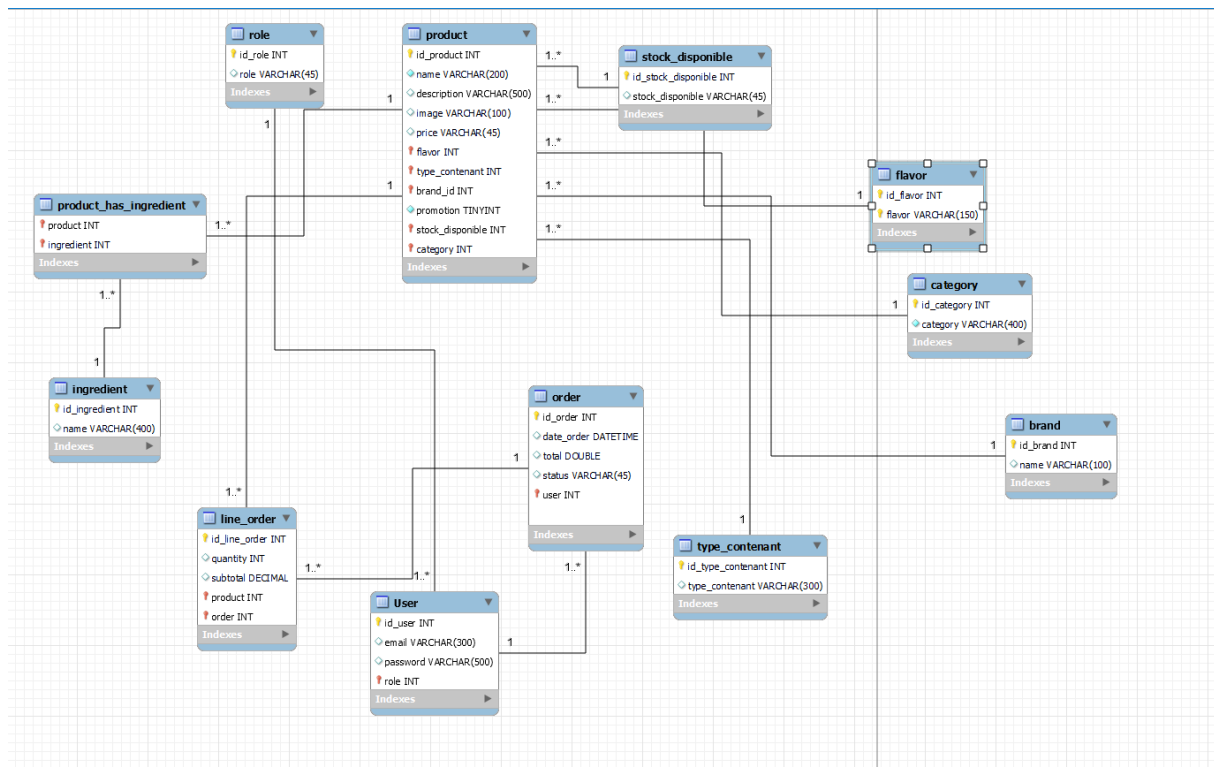 role
id_role INT
role VARCHAR(45)
Indexes
product
id_product INT
name VARCHAR(200)
description VARCHAR(500)
image VARCHAR(100)
price VARCHAR(45)
flavor INT
type_contenant INT
brand_id INT
promotion TINYINT
stock_disponible INT
category INT
Indexes
stock_disponible
id_stock_disponible INT
stock_disponible VARCHAR(45)
Indexes
1..*
1
1..*
1
1..*
1
1
1..*
1..*
flavor
id_flavor INT
flavor VARCHAR(150)
Indexes
1
product_has_ingredient
product INT
ingredient INT
Indexes
1..*
category
id_category INT
category VARCHAR(400)
Indexes
1
1..*
1
ingredient
id_ingredient INT
name VARCHAR(400)
Indexes
order
id_order INT
date_order DATETIME
total DOUBLE
status VARCHAR(45)
user INT
Indexes
1
brand
id_brand INT
name VARCHAR(100)
Indexes
1
1..*
line_order
id_line_order INT
quantity INT
subtotal DECIMAL
product INT
order INT
Indexes
1..*
1..*
1..*
1
type_contenant
id_type_contenant INT
type_contenant VARCHAR(300)
Indexes
User
id_user INT
email VARCHAR(300)
password VARCHAR(500)
role INT
Indexes
1